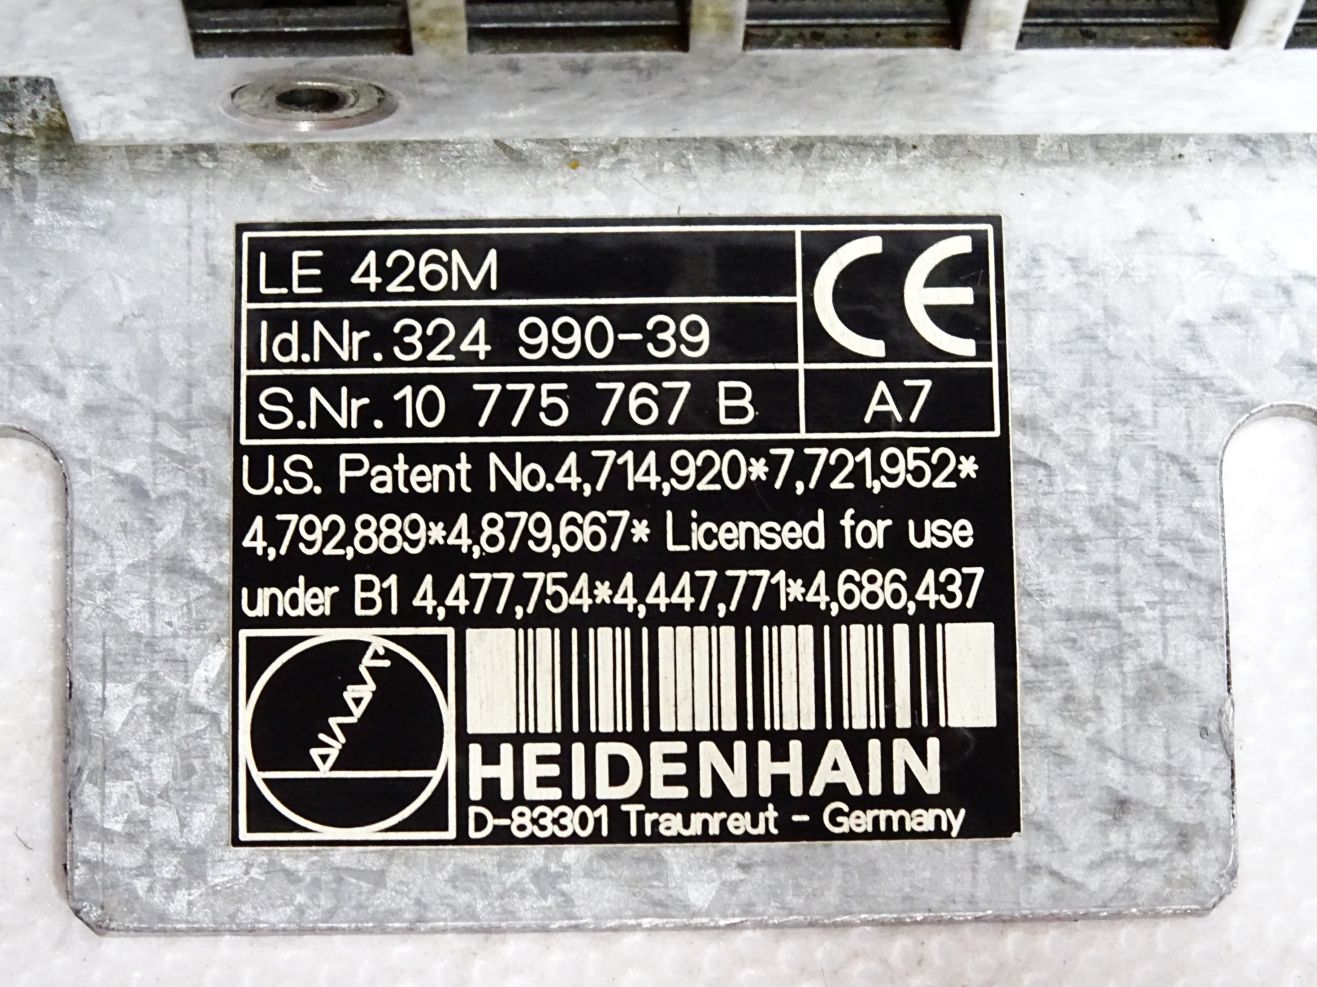 LE 426M
CE
Id.Nr. 324 990-39
S.Nr. 10 775 767 B
A7
U.S. Patent No.4,714,920*7,721,952*
4,792,889*4,879,667* Licensed for use
under B1 4,477,754*4,447,771*4,686,437
DIADUR
HEIDENHAIN
D-83301 Traunreut - Germany